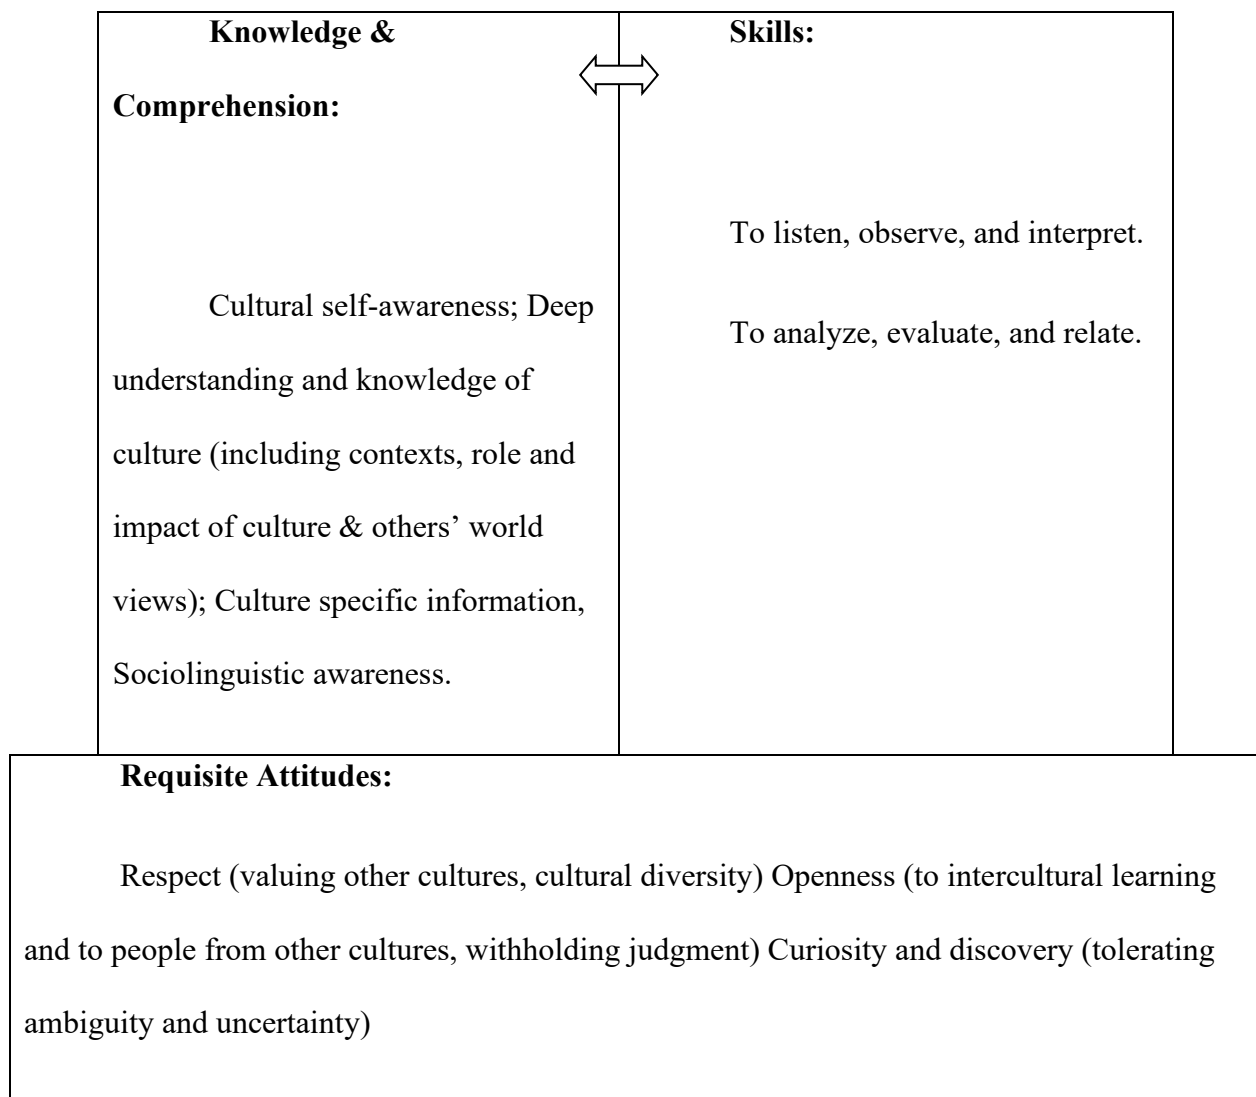 Knowledge &
Comprehension:
Cultural self-awareness; Deep
understanding and knowledge of
culture (including contexts, role and
impact of culture & others’ world
views); Culture specific information,
Sociolinguistic awareness.
Skills:
To listen, observe, and interpret.
To analyze, evaluate, and relate.
Requisite Attitudes:
Respect (valuing other cultures, cultural diversity) Openness (to intercultural learning
and to people from other cultures, withholding judgment) Curiosity and discovery (tolerating
ambiguity and uncertainty)